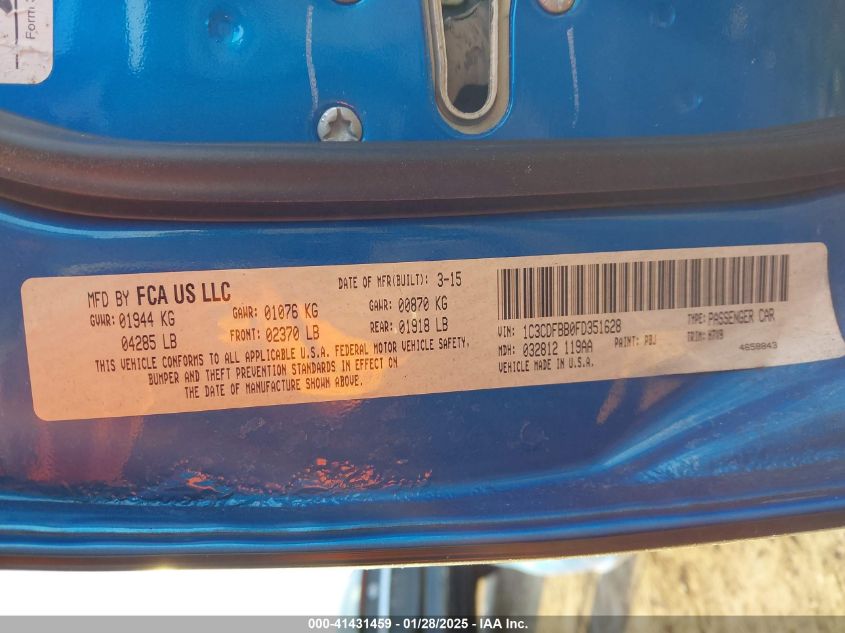 Form
MFD BY FCA US LLC
DATE OF MFR(BUILT): 3-15
GVWR: 01944 KG
GAWR: 01076 KG
GAWR: 00870 KG
04285 LB
FRONT: 02370 LB
REAR: 01918 LB
THIS VEHICLE CONFORMS TO ALL APPLICABLE U.S.A. FEDERAL MOTOR VEHICLE SAFETY,
BUMPER AND THEFT PREVENTION STANDARDS IN EFFECT ON
THE DATE OF MANUFACTURE SHOWN ABOVE.
VIN: 1C3CDFBB0FD351628
TYPE: PASSENGER CAR
MDH: 032812 119AA
PAINT: PBJ
TRIM:
VEHICLE MADE IN U.S.A.
4658843
000-41431459 - 01/28/2025 - IAA Inc.